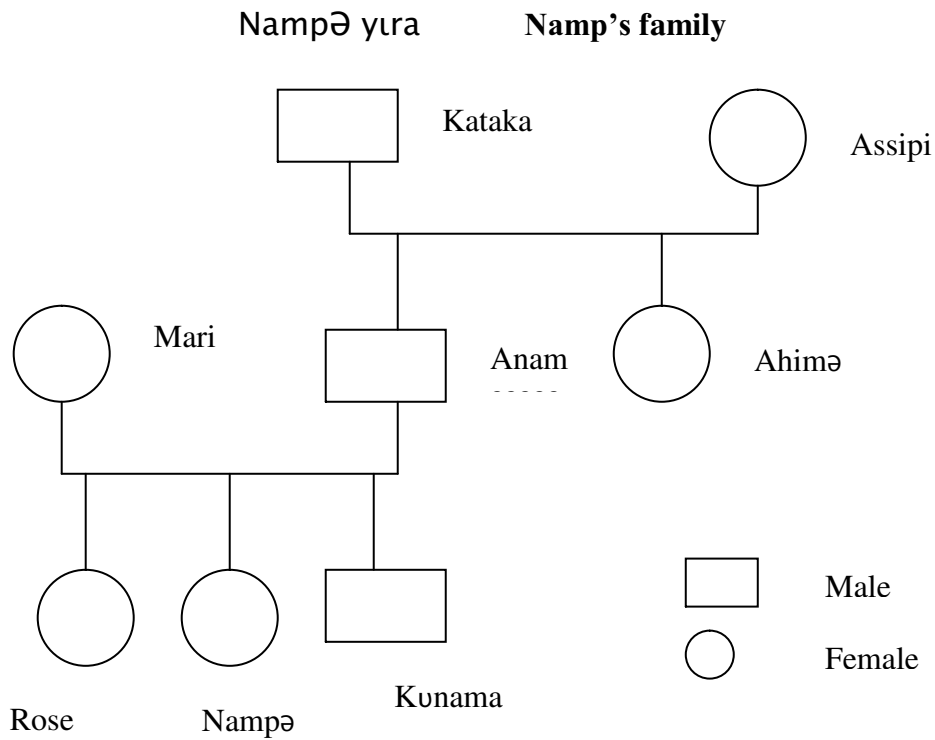 Nampə yɩra Namp's family
Kataka
Assipi
Mari
Anam
Ahimə
Male
Female
Kʋnama
Rose
Nampə